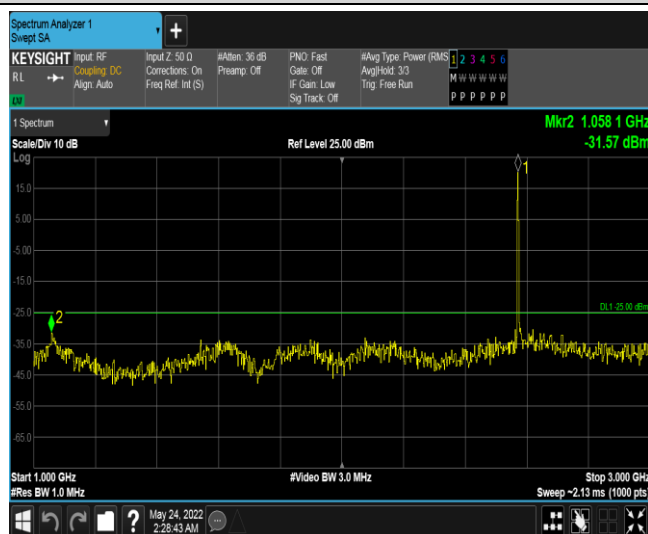 Spectrum Analyzer 1
Swept SA
+
KEYSIGHT Input: RF Input Z: 50 Ω #Atten: 36 dB PNO: Fast #Avg Type: Power (RMS 1 2 3 4 5 6
RL Coupling: DC Corrections: On Preamp: Off Gate: Off Avg|Hold: 3/3 M W W W W W
Align: Auto Freq Ref: Int (S) IF Gain: Low Trig: Free Run
Sig Track: Off P P P P P P
LXI
1 Spectrum Mkr2 1.058 1 GHz
Scale/Div 10 dB Ref Level 25.00 dBm -31.57 dBm
Log
1
15.0
5.00
-5.00
-15.0
-25.0 DL1 -25.00 dBm
2
-35.0
-45.0
-55.0
-65.0
Start 1.000 GHz #Video BW 3.0 MHz Stop 3.000 GHz
#Res BW 1.0 MHz Sweep ~2.13 ms (1000 pts)
? May 24, 2022
2:28:43 AM